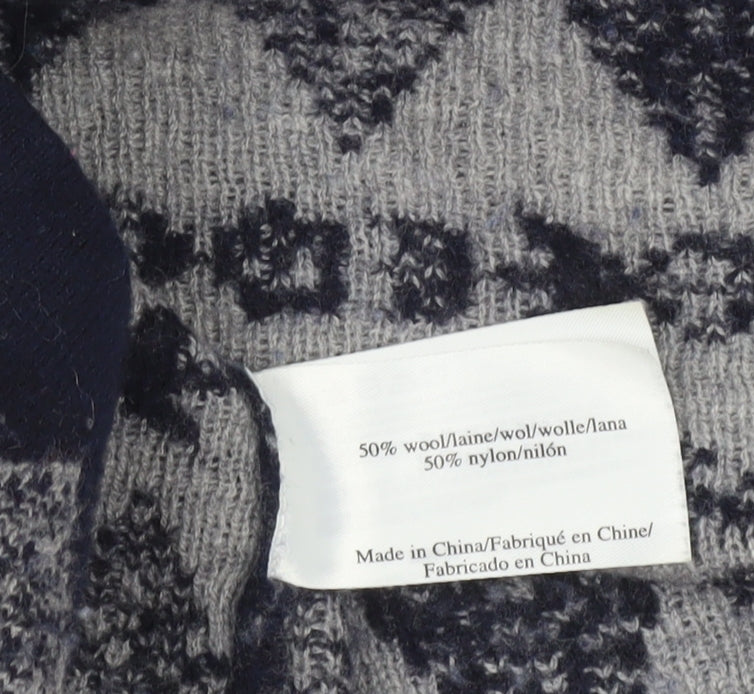 50% wool/laine/wol/wolle/lana
50% nylon/nilón
Made in China/Fabriqué en Chine/
Fabricado en China